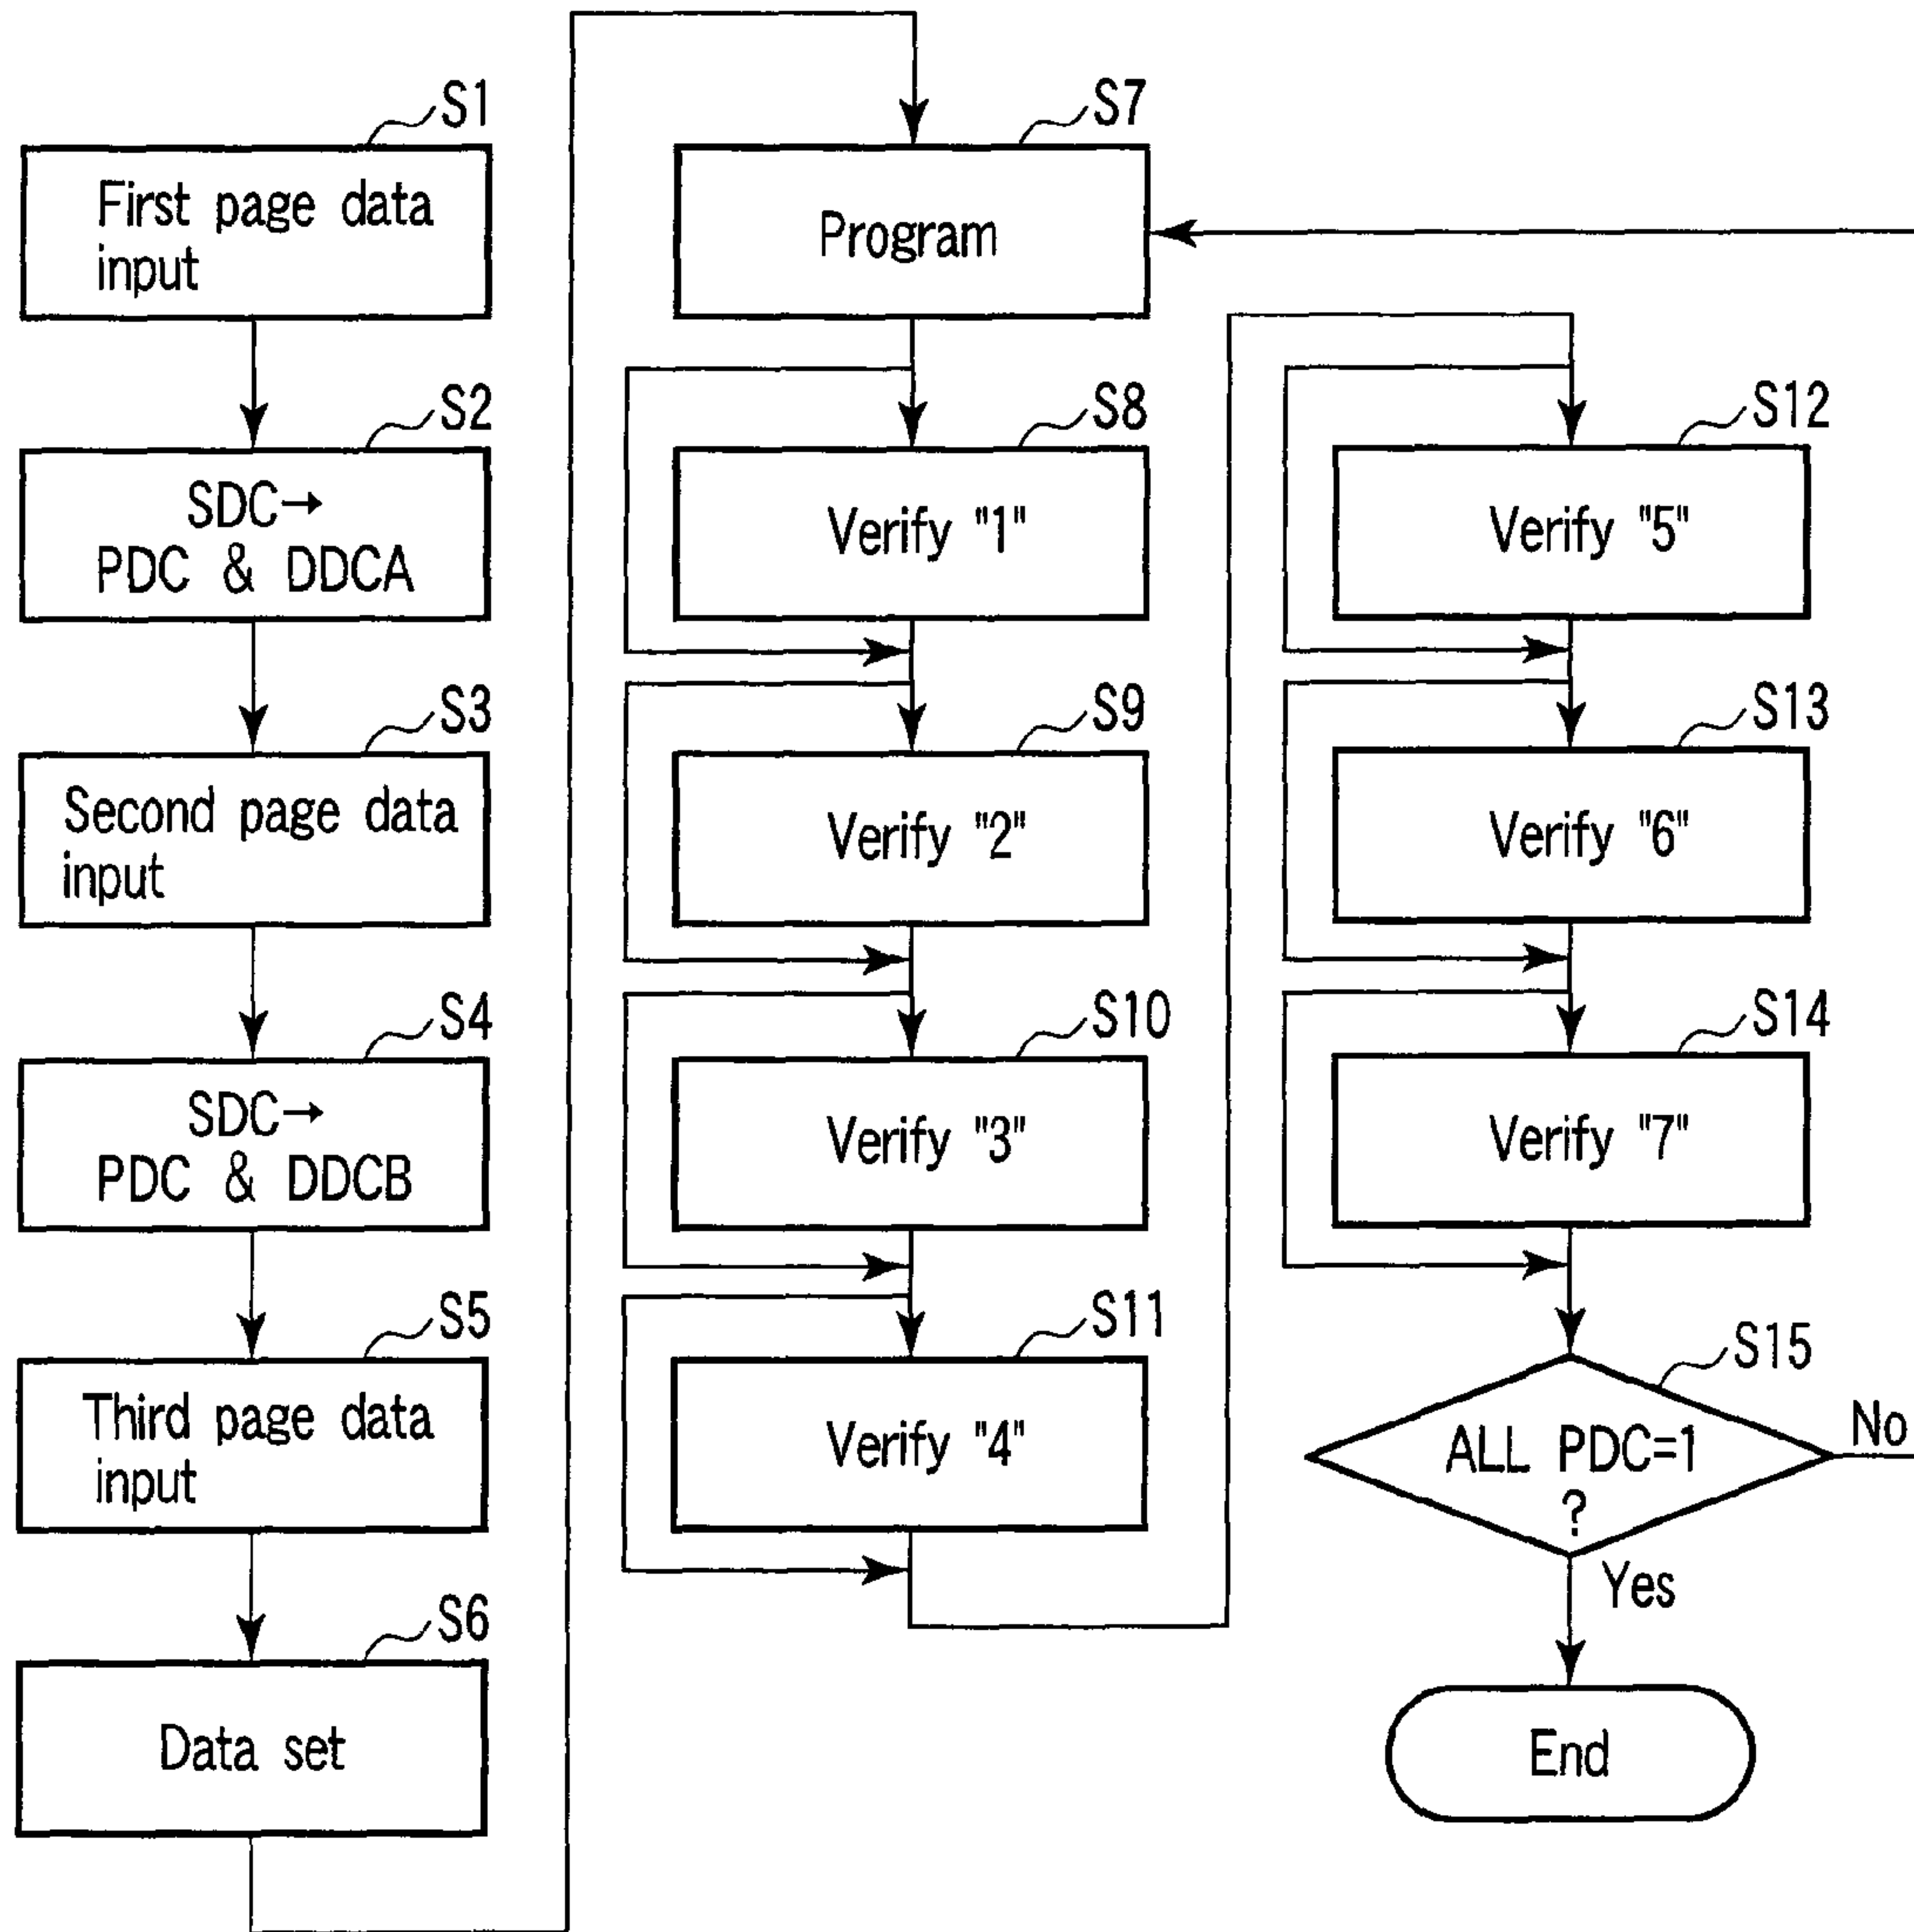 S1
First page data
input
S2
SDC→
PDC & DDCA
S3
Second page data
input
S4
SDC→
PDC & DDCB
S5
Third page data
input
S6
Data set
S7
Program
S8
Verify "1"
S9
Verify "2"
S10
Verify "3"
S11
Verify "4"
S12
Verify "5"
S13
Verify "6"
S14
Verify "7"
S15
ALL PDC=1
?
No
Yes
End